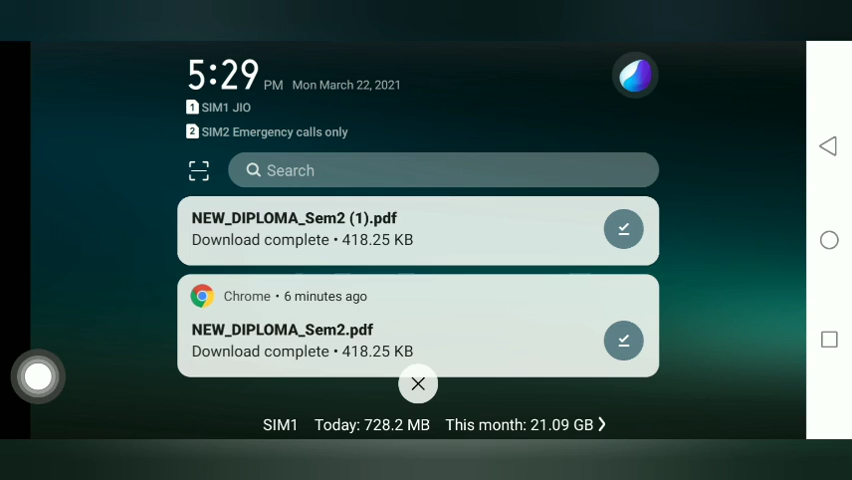 5:29 PM Mon March 22, 2021
1 SIM1 JIO
2 SIM2 Emergency calls only
Search
NEW_DIPLOMA_Sem2 (1).pdf
Download complete • 418.25 KB
Chrome • 6 minutes ago
NEW_DIPLOMA_Sem2.pdf
Download complete • 418.25 KB
SIM1 Today: 728.2 MB This month: 21.09 GB